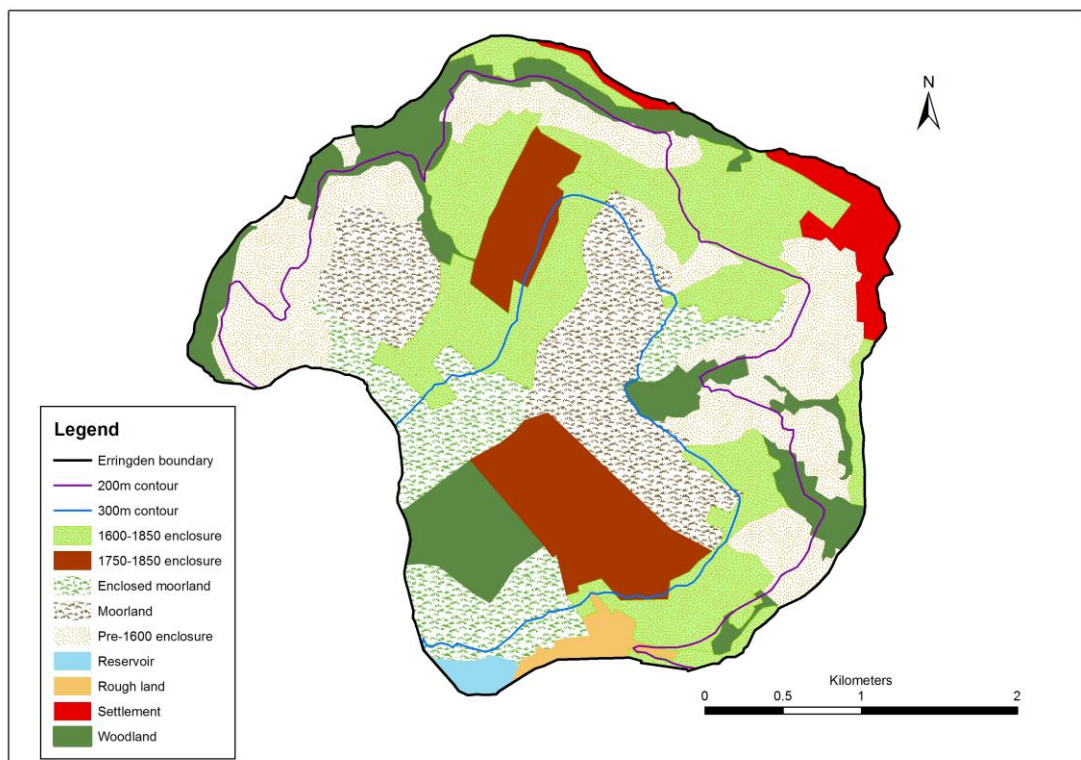 N
Legend
Erringden boundary
200m contour
300m contour
1600-1850 enclosure
1750-1850 enclosure
Enclosed moorland
Moorland
Pre-1600 enclosure
Reservoir
Rough land
Settlement
Woodland
Kilometers
0 0.5 1 2